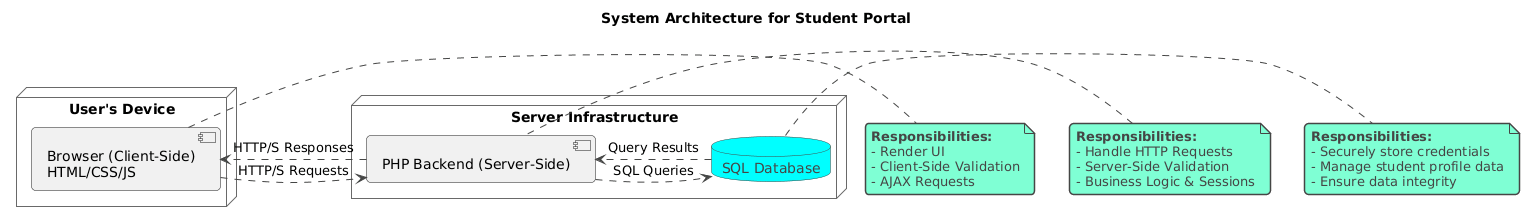 System Architecture for Student Portal
User's Device
Browser (Client-Side)
HTML/CSS/JS
HTTP/S Responses
HTTP/S Requests
Server Infrastructure
PHP Backend (Server-Side)
Query Results
SQL Queries
SQL Database
Responsibilities:
- Render UI
- Client-Side Validation
- AJAX Requests
Responsibilities:
- Handle HTTP Requests
- Server-Side Validation
- Business Logic & Sessions
Responsibilities:
- Securely store credentials
- Manage student profile data
- Ensure data integrity